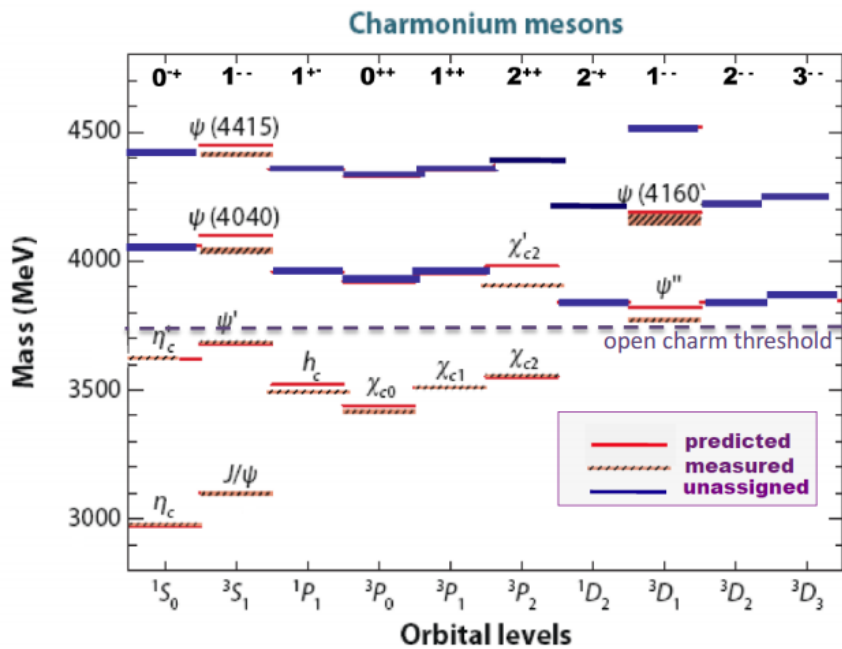 Charmonium mesons
0⁻⁺ 1⁻⁻ 1⁺⁻ 0⁺⁺ 1⁺⁺ 2⁺⁺ 2⁻⁺ 1⁻⁻ 2⁻⁻ 3⁻⁻
4500
ψ (4415)
ψ (4160)
ψ (4040)
4000
χ′c2
ψ″
ψ′
open charm threshold
η′c
hc
χc0
χc1
χc2
3500
predicted
measured
unassigned
J/ψ
ηc
3000
Mass (MeV)
¹S₀ ³S₁ ¹P₁ ³P₀ ³P₁ ³P₂ ¹D₂ ³D₁ ³D₂ ³D₃
Orbital levels